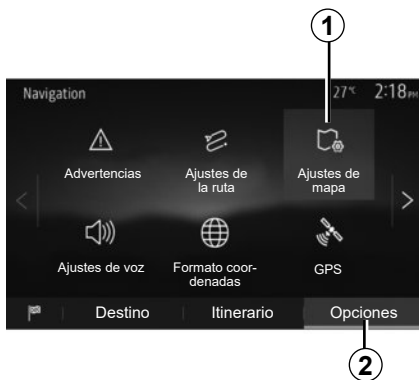 1
Navigation 27°C 2:18 PM
Advertencias
Ajustes de
la ruta
Ajustes de
mapa
Ajustes de voz
Formato coor-
denadas
GPS
Destino Itinerario Opciones
2